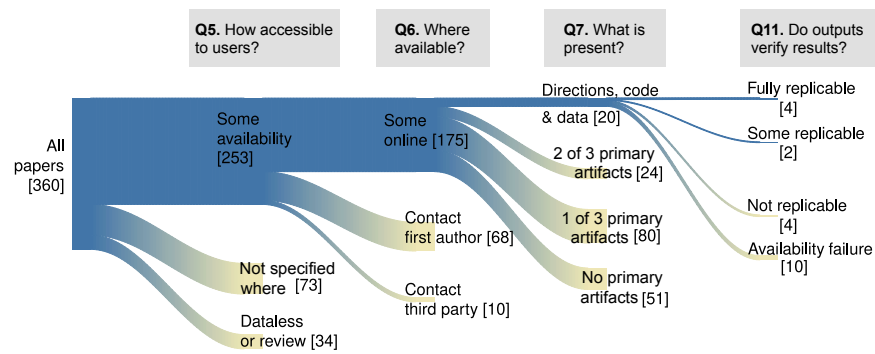 Q5. How accessible
to users?
Q6. Where
available?
Q7. What is
present?
Q11. Do outputs
verify results?
All
papers
[360]
Some
availability
[253]
Not specified
where [73]
Dataless
or review [34]
Some
online [175]
Contact
first author [68]
Contact
third party [10]
Directions, code
& data [20]
2 of 3 primary
artifacts [24]
1 of 3 primary
artifacts [80]
No primary
artifacts [51]
Fully replicable
[4]
Some replicable
[2]
Not replicable
[4]
Availability failure
[10]